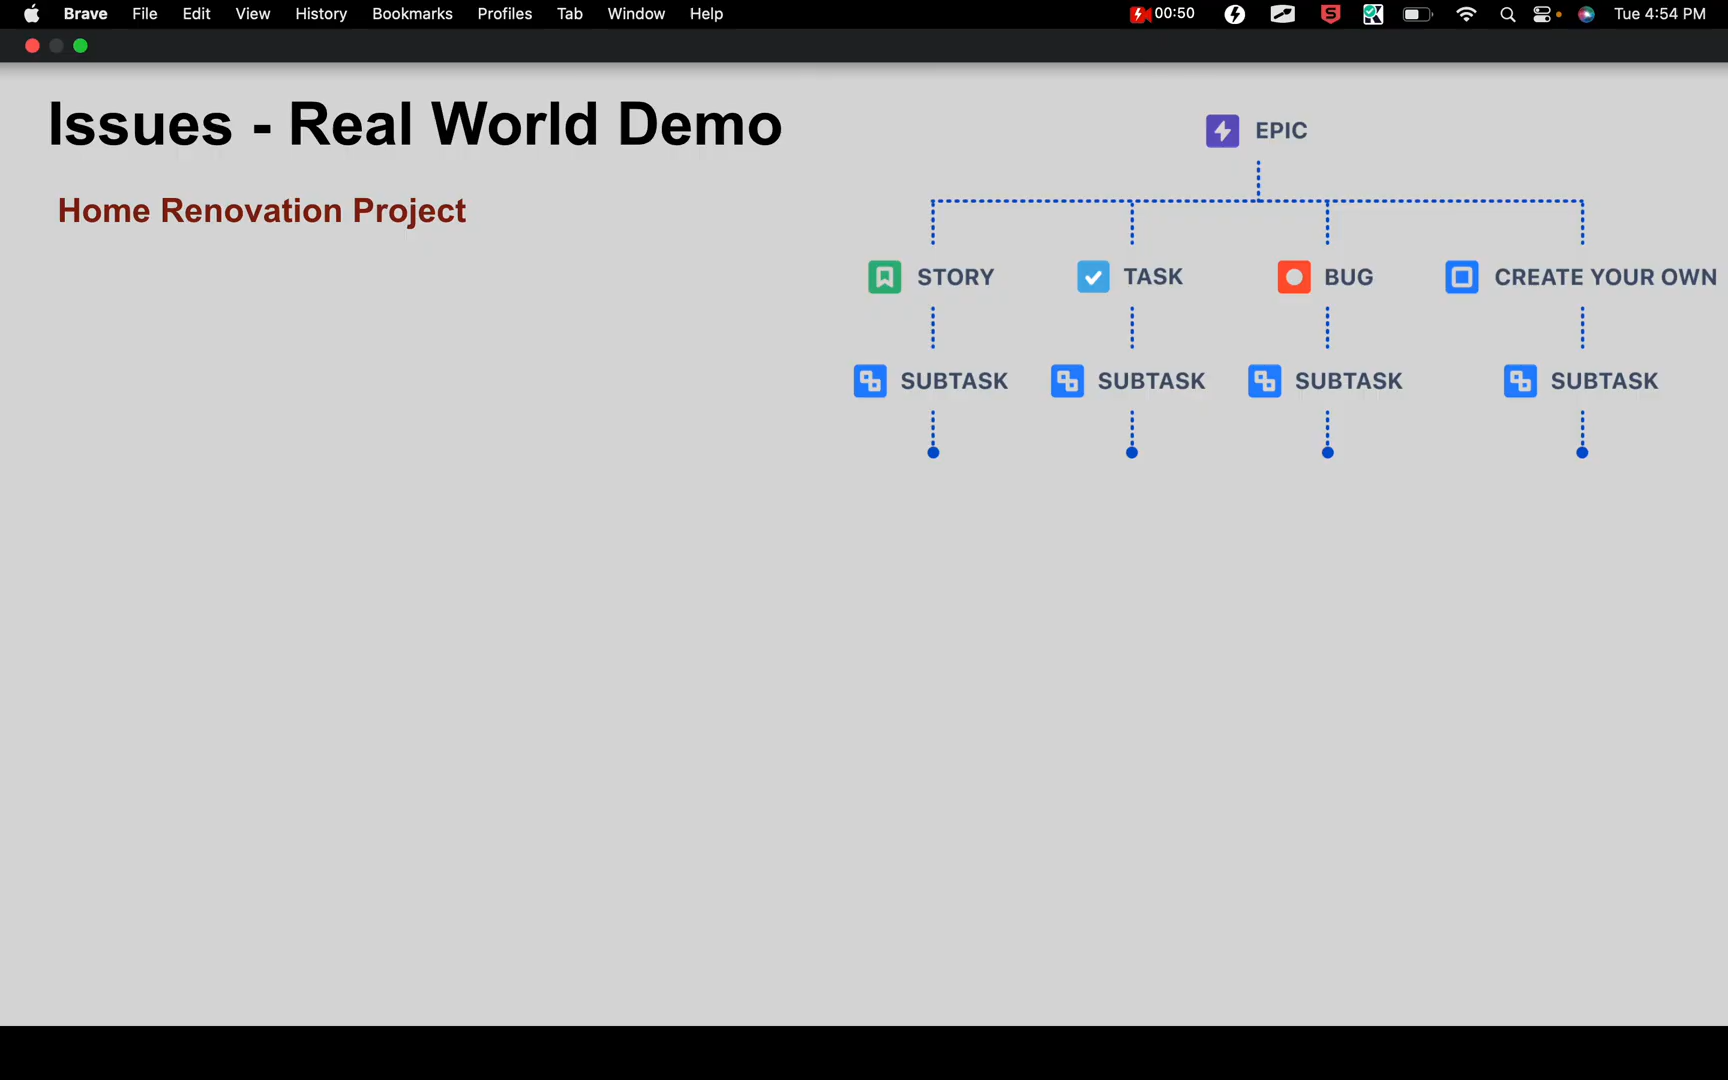 Brave File Edit View History Bookmarks Profiles Tab Window Help 00:50 Tue 4:54 PM
Issues - Real World Demo
Home Renovation Project
EPIC
STORY TASK BUG CREATE YOUR OWN
SUBTASK SUBTASK SUBTASK SUBTASK